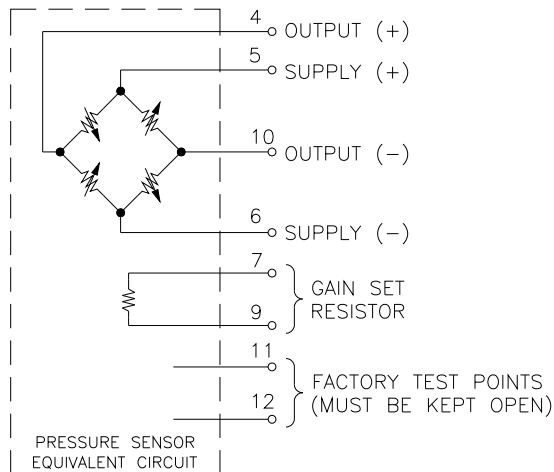 4
OUTPUT (+)
5
SUPPLY (+)
10
OUTPUT (−)
6
SUPPLY (−)
7
GAIN SET
RESISTOR
9
11
FACTORY TEST POINTS
(MUST BE KEPT OPEN)
12
PRESSURE SENSOR
EQUIVALENT CIRCUIT